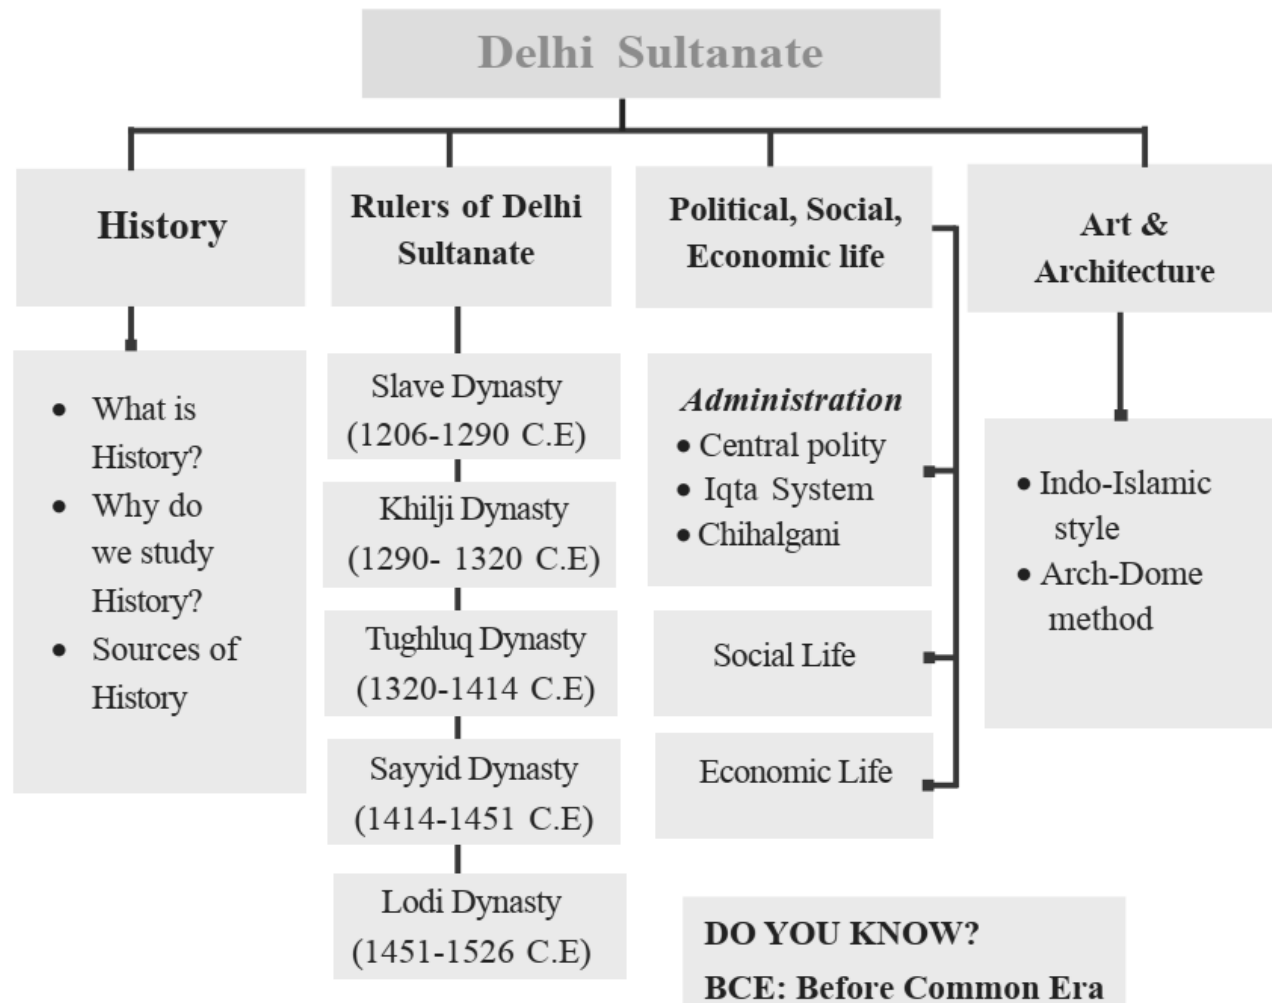 Delhi Sultanate
History
• What is
History?
• Why do
we study
History?
• Sources of
History
Rulers of Delhi
Sultanate
Slave Dynasty
(1206-1290 C.E)
Khilji Dynasty
(1290- 1320 C.E)
Tughluq Dynasty
(1320-1414 C.E)
Sayyid Dynasty
(1414-1451 C.E)
Lodi Dynasty
(1451-1526 C.E)
Political, Social,
Economic life
Administration
• Central polity
• Iqta System
• Chihalgani
Social Life
Economic Life
Art &
Architecture
• Indo-Islamic
style
• Arch-Dome
method
DO YOU KNOW?
BCE: Before Common Era